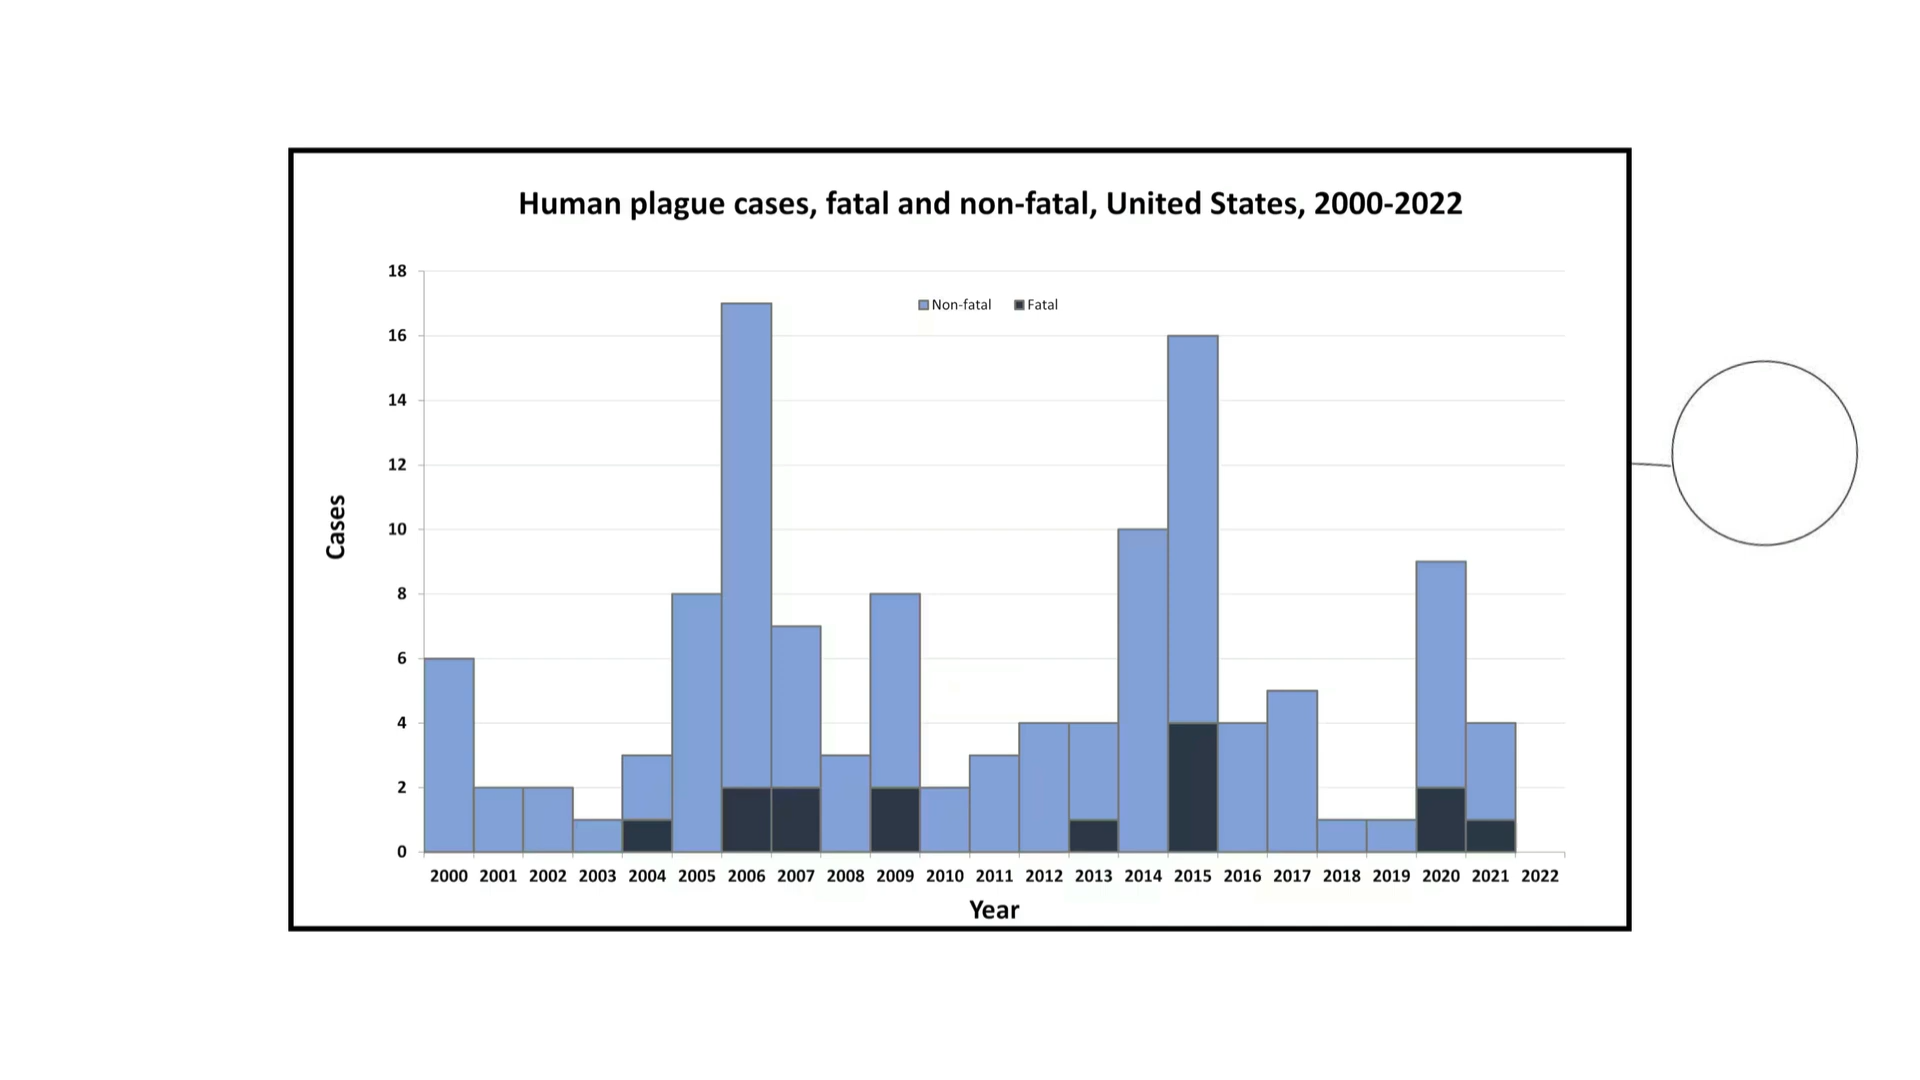 Human plague cases, fatal and non-fatal, United States, 2000-2022
Non-fatal Fatal
18
16
14
12
10
8
6
4
2
0
Cases
2000 2001 2002 2003 2004 2005 2006 2007 2008 2009 2010 2011 2012 2013 2014 2015 2016 2017 2018 2019 2020 2021 2022
Year